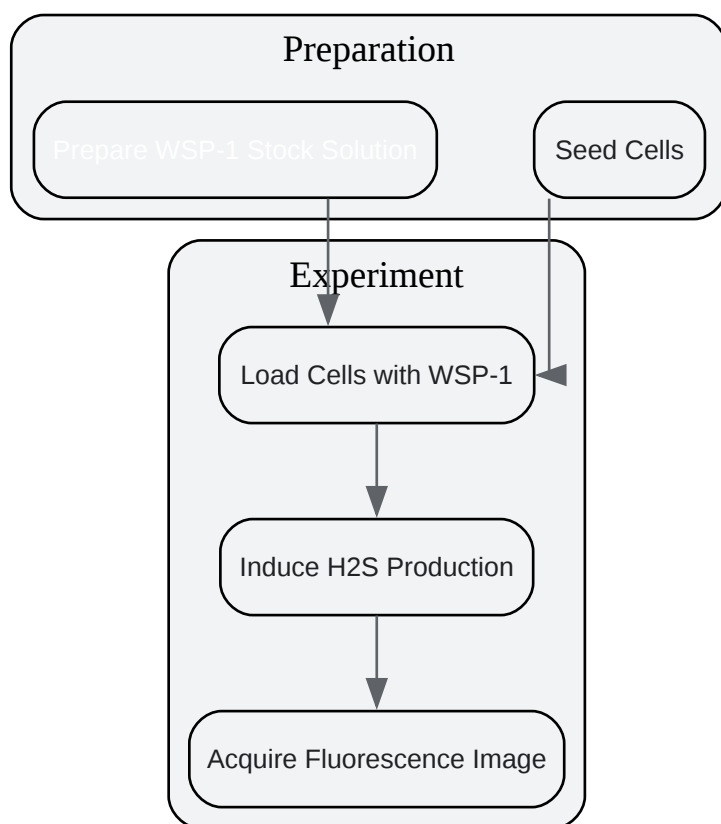 Preparation
Prepare WSP-1 Stock Solution
Seed Cells
Experiment
Load Cells with WSP-1
Induce H2S Production
Acquire Fluorescence Image